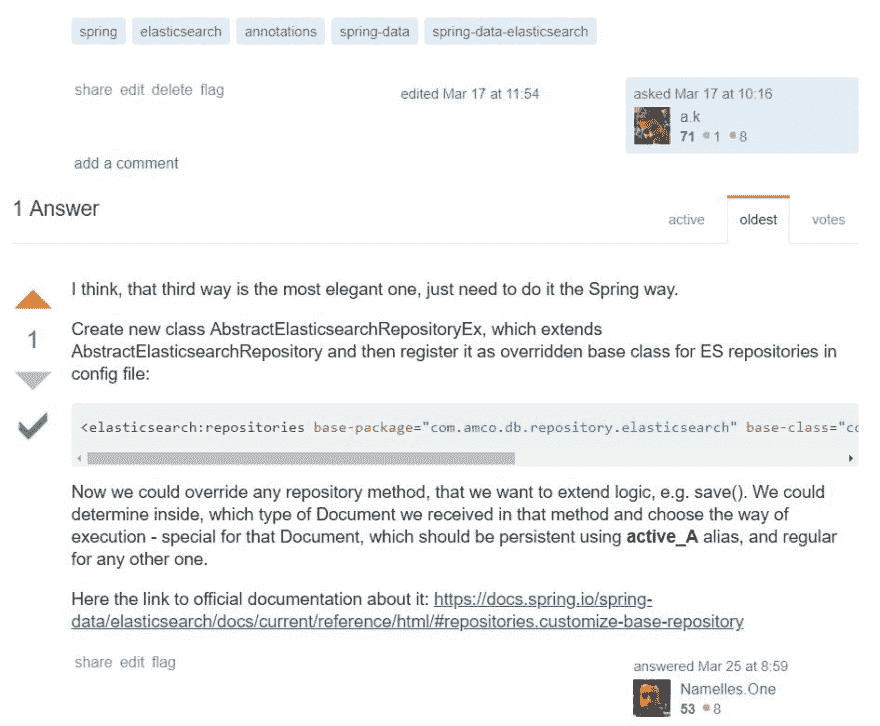 spring elasticsearch annotations spring-data spring-data-elasticsearch
share edit delete flag
edited Mar 17 at 11:54
asked Mar 17 at 10:16
a.k
71 1 8
add a comment
1 Answer
active oldest votes
I think, that third way is the most elegant one, just need to do it the Spring way.
1
Create new class AbstractElasticsearchRepositoryEx, which extends
AbstractElasticsearchRepository and then register it as overridden base class for ES repositories in
config file:
<elasticsearch:repositories base-package="com.amco.db.repository.elasticsearch" base-class="co
Now we could override any repository method, that we want to extend logic, e.g. save(). We could
determine inside, which type of Document we received in that method and choose the way of
execution - special for that Document, which should be persistent using active_A alias, and regular
for any other one.
Here the link to official documentation about it: https://docs.spring.io/spring-
data/elasticsearch/docs/current/reference/html/#repositories.customize-base-repository
share edit flag
answered Mar 25 at 8:59
Namelles.One
53 8